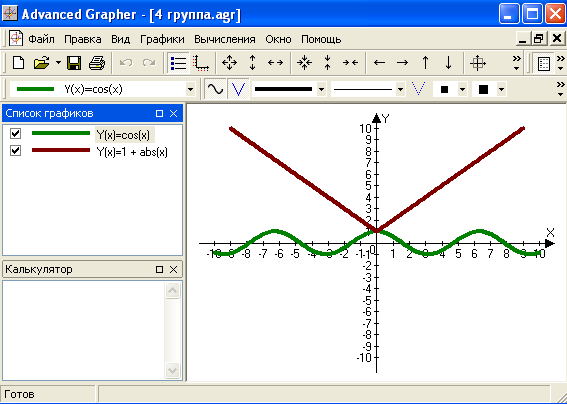 Advanced Grapher - [4 группа.agr]
Файл Правка Вид Графики Вычисления Окно Помощь
Y(x)=cos(x)
Список графиков
Y(x)=cos(x)
Y(x)=1 + abs(x)
Калькулятор
Готов
Y
10
9
8
7
6
5
4
3
2
1
X
-10 -9 -8 -7 -6 -5 -4 -3 -2 -1 0 1 2 3 4 5 6 7 8 9 10
-1
-2
-3
-4
-5
-6
-7
-8
-9
-10